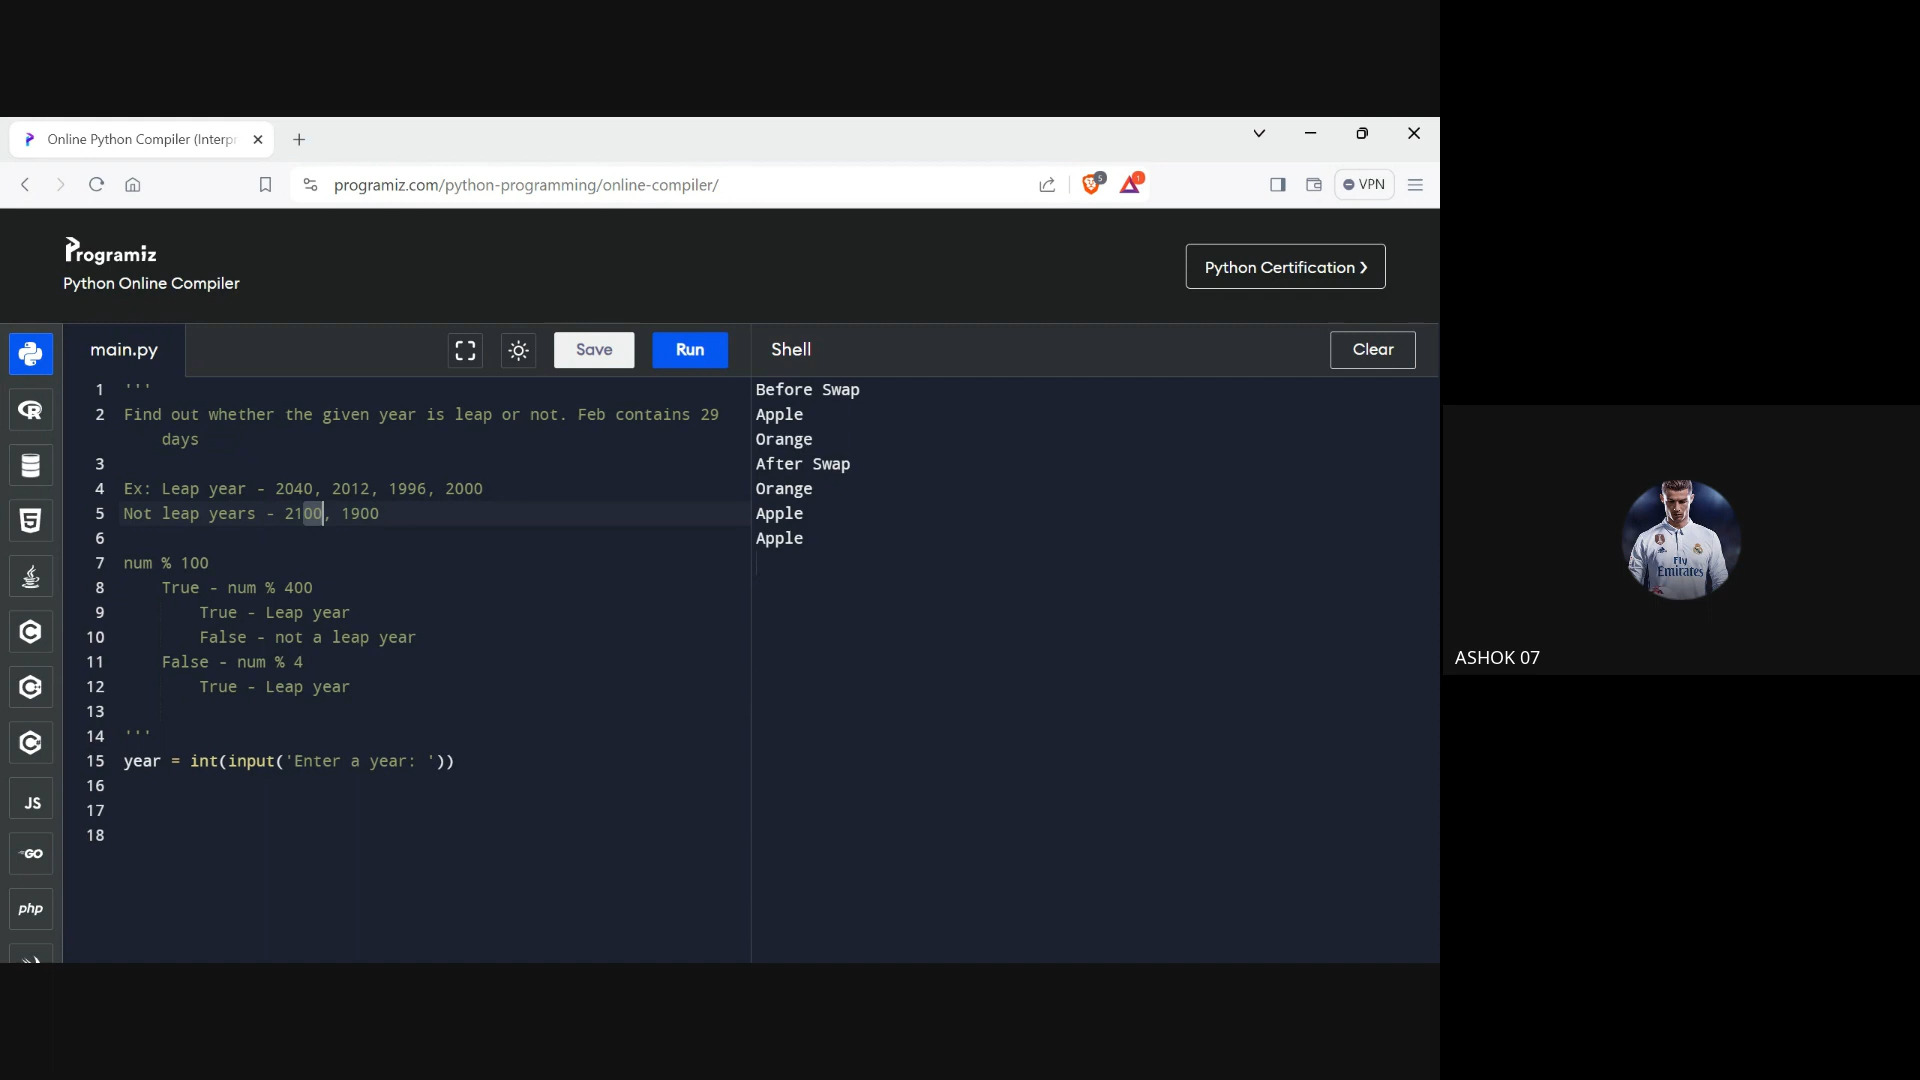 Online Python Compiler (Interpr
programiz.com/python-programming/online-compiler/
5
1
VPN
Programiz
Python Online Compiler
Python Certification ❯
main.py
Save
Run
Shell
Clear
1 '''
2 Find out whether the given year is leap or not. Feb contains 29
days
3
4 Ex: Leap year - 2040, 2012, 1996, 2000
5 Not leap years - 2100, 1900
6
7 num % 100
8 True - num % 400
9 True - Leap year
10 False - not a leap year
11 False - num % 4
12 True - Leap year
13
14 '''
15 year = int(input('Enter a year: '))
16
17
18
Before Swap
Apple
Orange
After Swap
Orange
Apple
Apple
JS
GO
php
Fly
Emirates
ASHOK 07